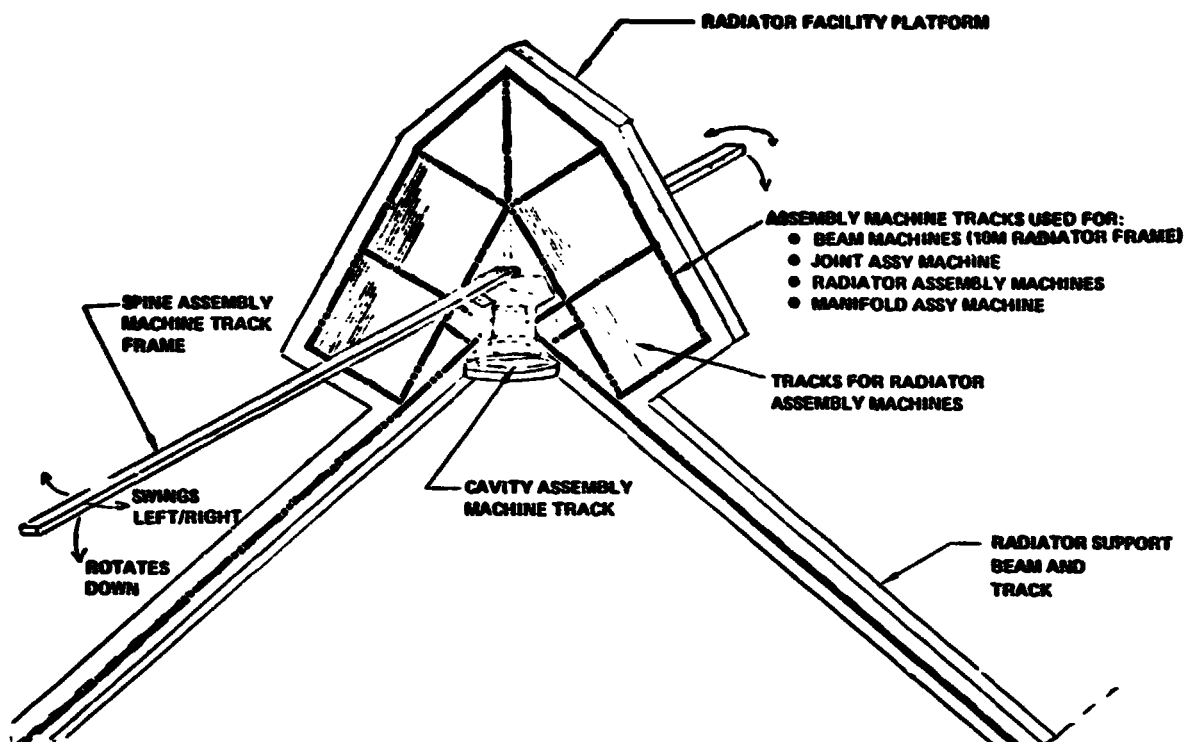 RADIATOR FACILITY PLATFORM
ASSEMBLY MACHINE TRACKS USED FOR:
● BEAM MACHINES (10M RADIATOR FRAME)
● JOINT ASSY MACHINE
● RADIATOR ASSEMBLY MACHINES
● MANIFOLD ASSY MACHINE
SPINE ASSEMBLY
MACHINE TRACK
FRAME
TRACKS FOR RADIATOR
ASSEMBLY MACHINES
CAVITY ASSEMBLY
MACHINE TRACK
SWINGS
LEFT/RIGHT
ROTATES
DOWN
RADIATOR SUPPORT
BEAM AND
TRACK